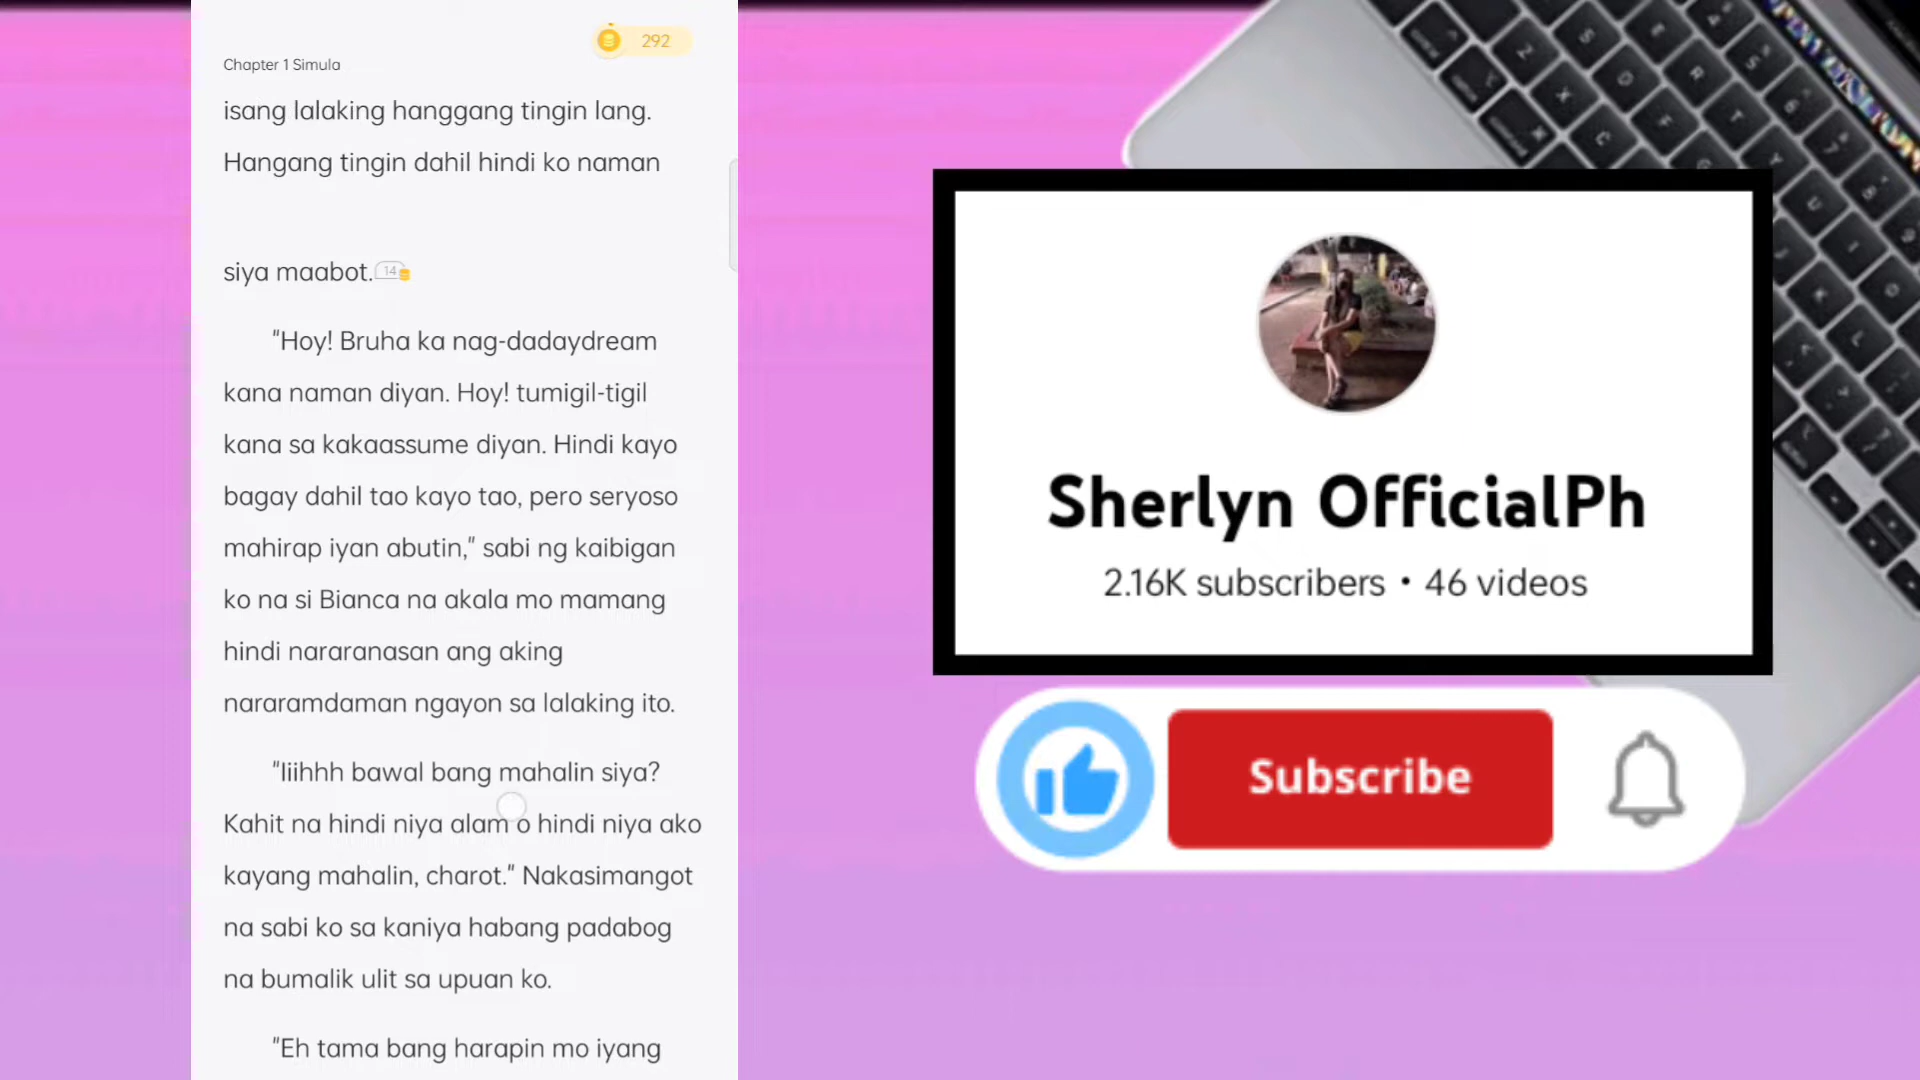 292
Chapter 1 Simula
isang lalaking hanggang tingin lang.
Hangang tingin dahil hindi ko naman
siya maabot.
14
"Hoy! Bruha ka nag-dadaydream
kana naman diyan. Hoy! tumigil-tigil
kana sa kakaassume diyan. Hindi kayo
bagay dahil tao kayo tao, pero seryoso
mahirap iyan abutin," sabi ng kaibigan
ko na si Bianca na akala mo mamang
hindi nararanasan ang aking
nararamdaman ngayon sa lalaking ito.
"Iiihhh bawal bang mahalin siya?
Kahit na hindi niya alam o hindi niya ako
kayang mahalin, charot." Nakasimangot
na sabi ko sa kaniya habang padabog
na bumalik ulit sa upuan ko.
"Eh tama bang harapin mo iyang
Sherlyn OfficialPh
2.16K subscribers • 46 videos
Subscribe